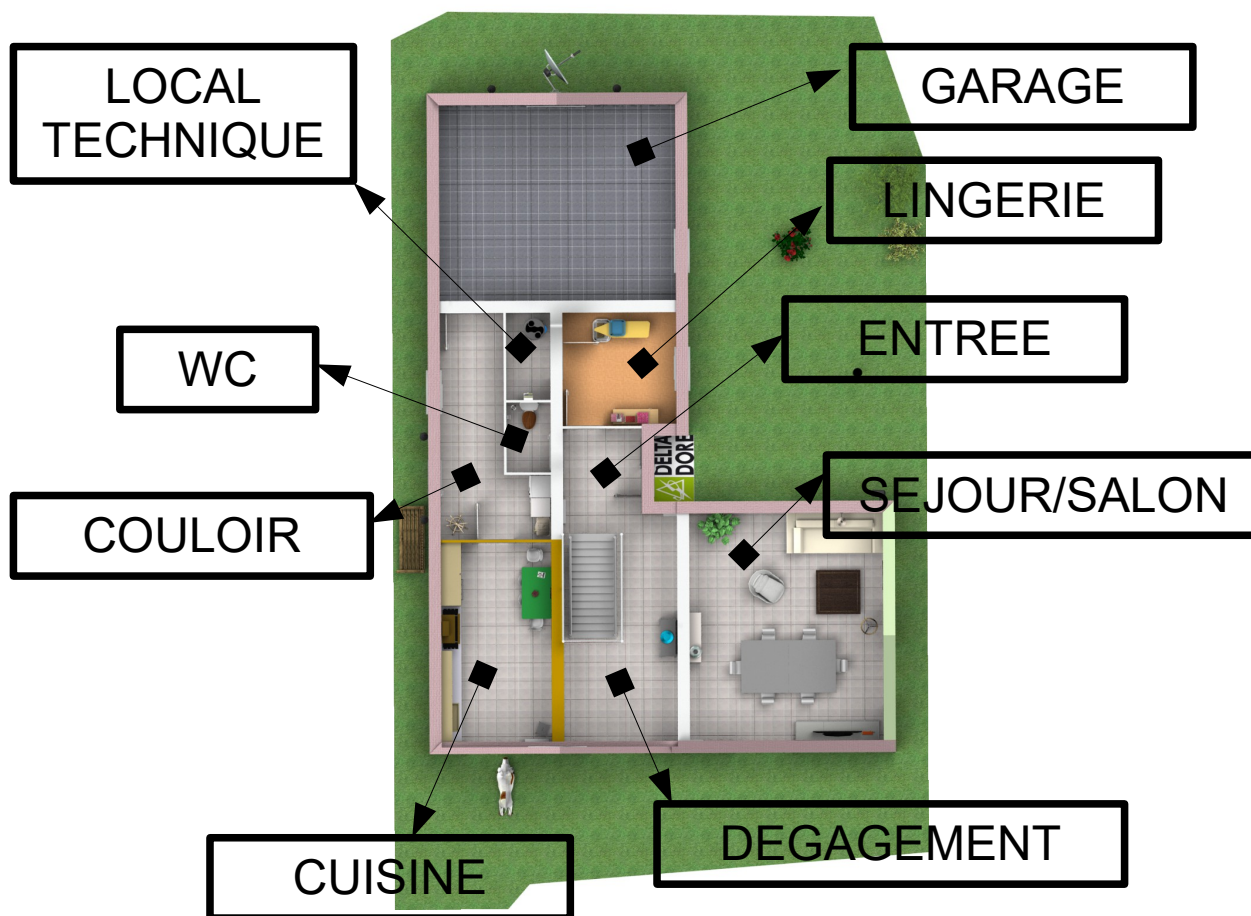 LOCAL
TECHNIQUE
GARAGE
LINGERIE
WC
ENTREE
DELTA
DORE
COULOIR
SEJOUR/SALON
CUISINE
DEGAGEMENT